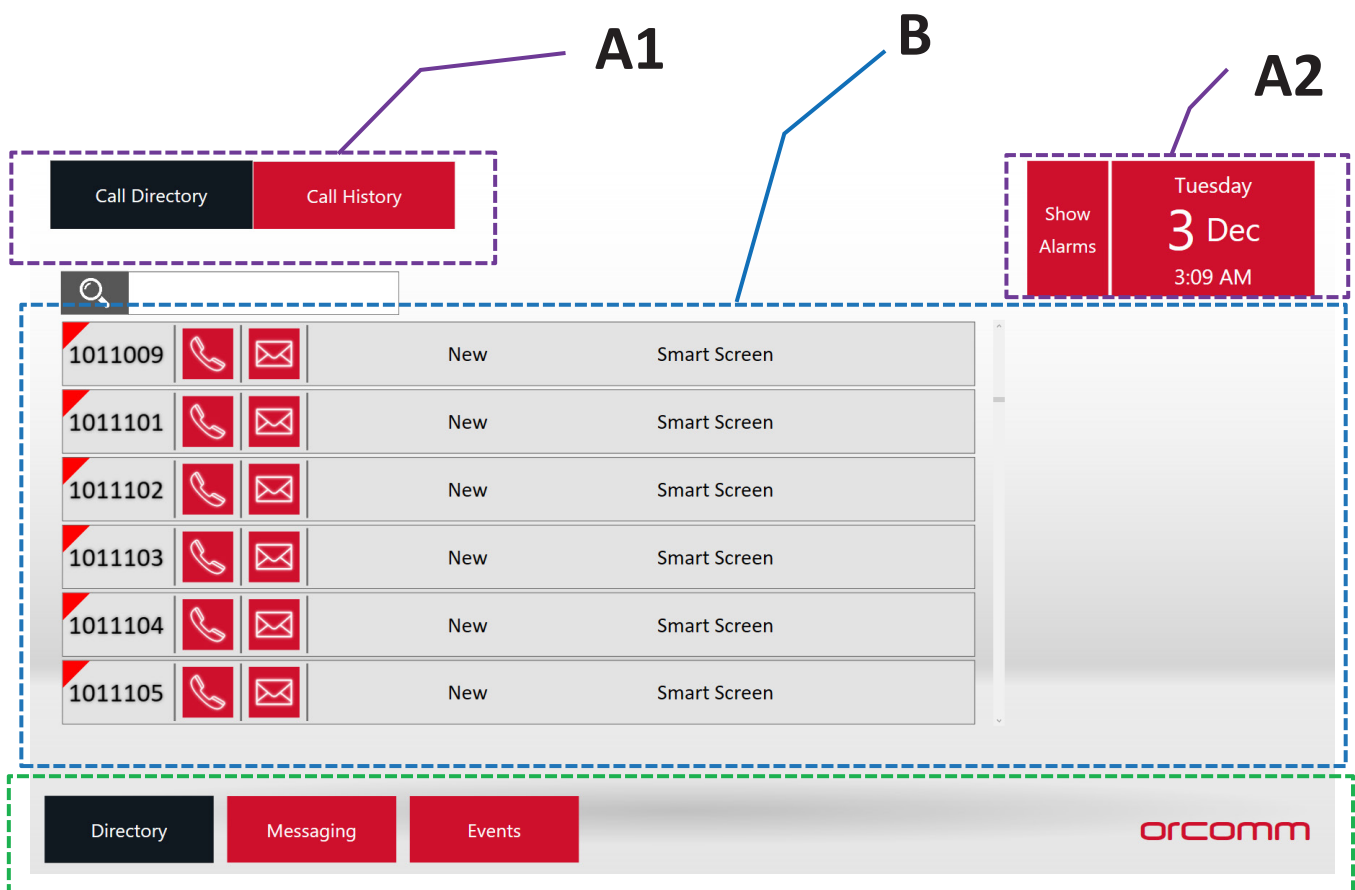 A1
B
A2
Call Directory Call History
Show
Alarms
Tuesday
3 Dec
3:09 AM
1011009 New Smart Screen
1011101 New Smart Screen
1011102 New Smart Screen
1011103 New Smart Screen
1011104 New Smart Screen
1011105 New Smart Screen
Directory Messaging Events
orcomm